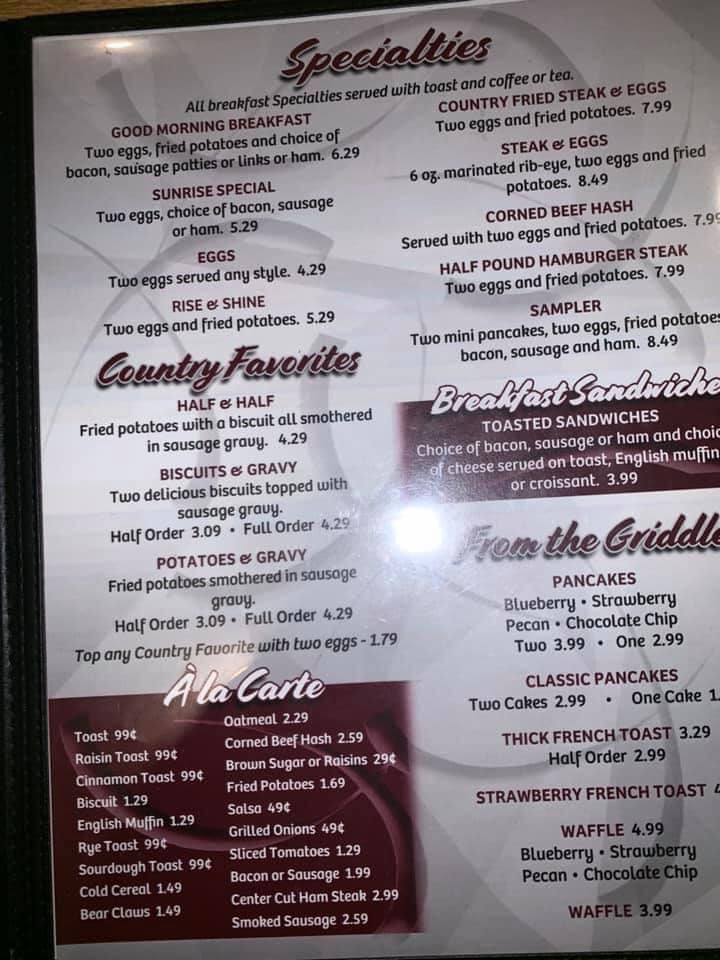 Specialties
All breakfast Specialties served with toast and coffee or tea.
GOOD MORNING BREAKFAST
Two eggs, fried potatoes and choice of
bacon, sausage patties or links or ham. 6.29
SUNRISE SPECIAL
Two eggs, choice of bacon, sausage
or ham. 5.29
EGGS
Two eggs served any style. 4.29
RISE & SHINE
Two eggs and fried potatoes. 5.29
Country Favorites
HALF & HALF
Fried potatoes with a biscuit all smothered
in sausage gravy. 4.29
BISCUITS & GRAVY
Two delicious biscuits topped with
sausage gravy.
Half Order 3.09 • Full Order 4.29
POTATOES & GRAVY
Fried potatoes smothered in sausage
gravy.
Half Order 3.09 • Full Order 4.29
Top any Country Favorite with two eggs - 1.79
À la Carte
Toast 99¢
Raisin Toast 99¢
Cinnamon Toast 99¢
Biscuit 1.29
English Muffin 1.29
Rye Toast 99¢
Sourdough Toast 99¢
Cold Cereal 1.49
Bear Claws 1.49
Oatmeal 2.29
Corned Beef Hash 2.59
Brown Sugar or Raisins 29¢
Fried Potatoes 1.69
Salsa 49¢
Grilled Onions 49¢
Sliced Tomatoes 1.29
Bacon or Sausage 1.99
Center Cut Ham Steak 2.99
Smoked Sausage 2.59
COUNTRY FRIED STEAK & EGGS
Two eggs and fried potatoes. 7.99
STEAK & EGGS
6 oz. marinated rib-eye, two eggs and fried
potatoes. 8.49
CORNED BEEF HASH
Served with two eggs and fried potatoes. 7.99
HALF POUND HAMBURGER STEAK
Two eggs and fried potatoes. 7.99
SAMPLER
Two mini pancakes, two eggs, fried potatoes
bacon, sausage and ham. 8.49
Breakfast Sandwiche
TOASTED SANDWICHES
Choice of bacon, sausage or ham and choic
of cheese served on toast, English muffin
or croissant. 3.99
From the Griddle
PANCAKES
Blueberry • Strawberry
Pecan • Chocolate Chip
Two 3.99 • One 2.99
CLASSIC PANCAKES
Two Cakes 2.99 • One Cake 1.
THICK FRENCH TOAST 3.29
Half Order 2.99
STRAWBERRY FRENCH TOAST
WAFFLE 4.99
Blueberry • Strawberry
Pecan • Chocolate Chip
WAFFLE 3.99